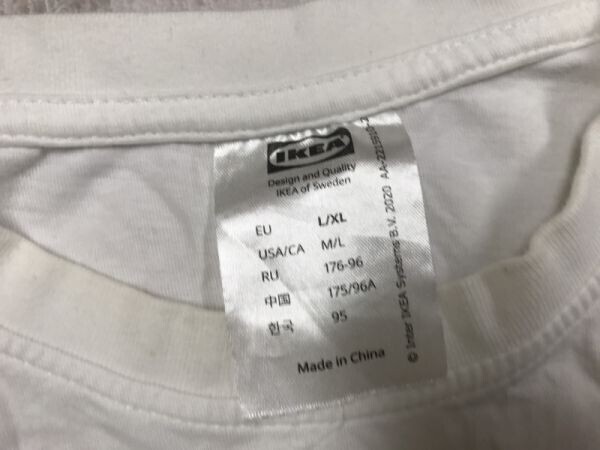 IKEA
Design and Quality
IKEA of Sweden
EU L/XL
USA/CA M/L
RU 176-96
中国 175/96A
한국 95
Made in China
© Inter IKEA Systems B.V. 2020